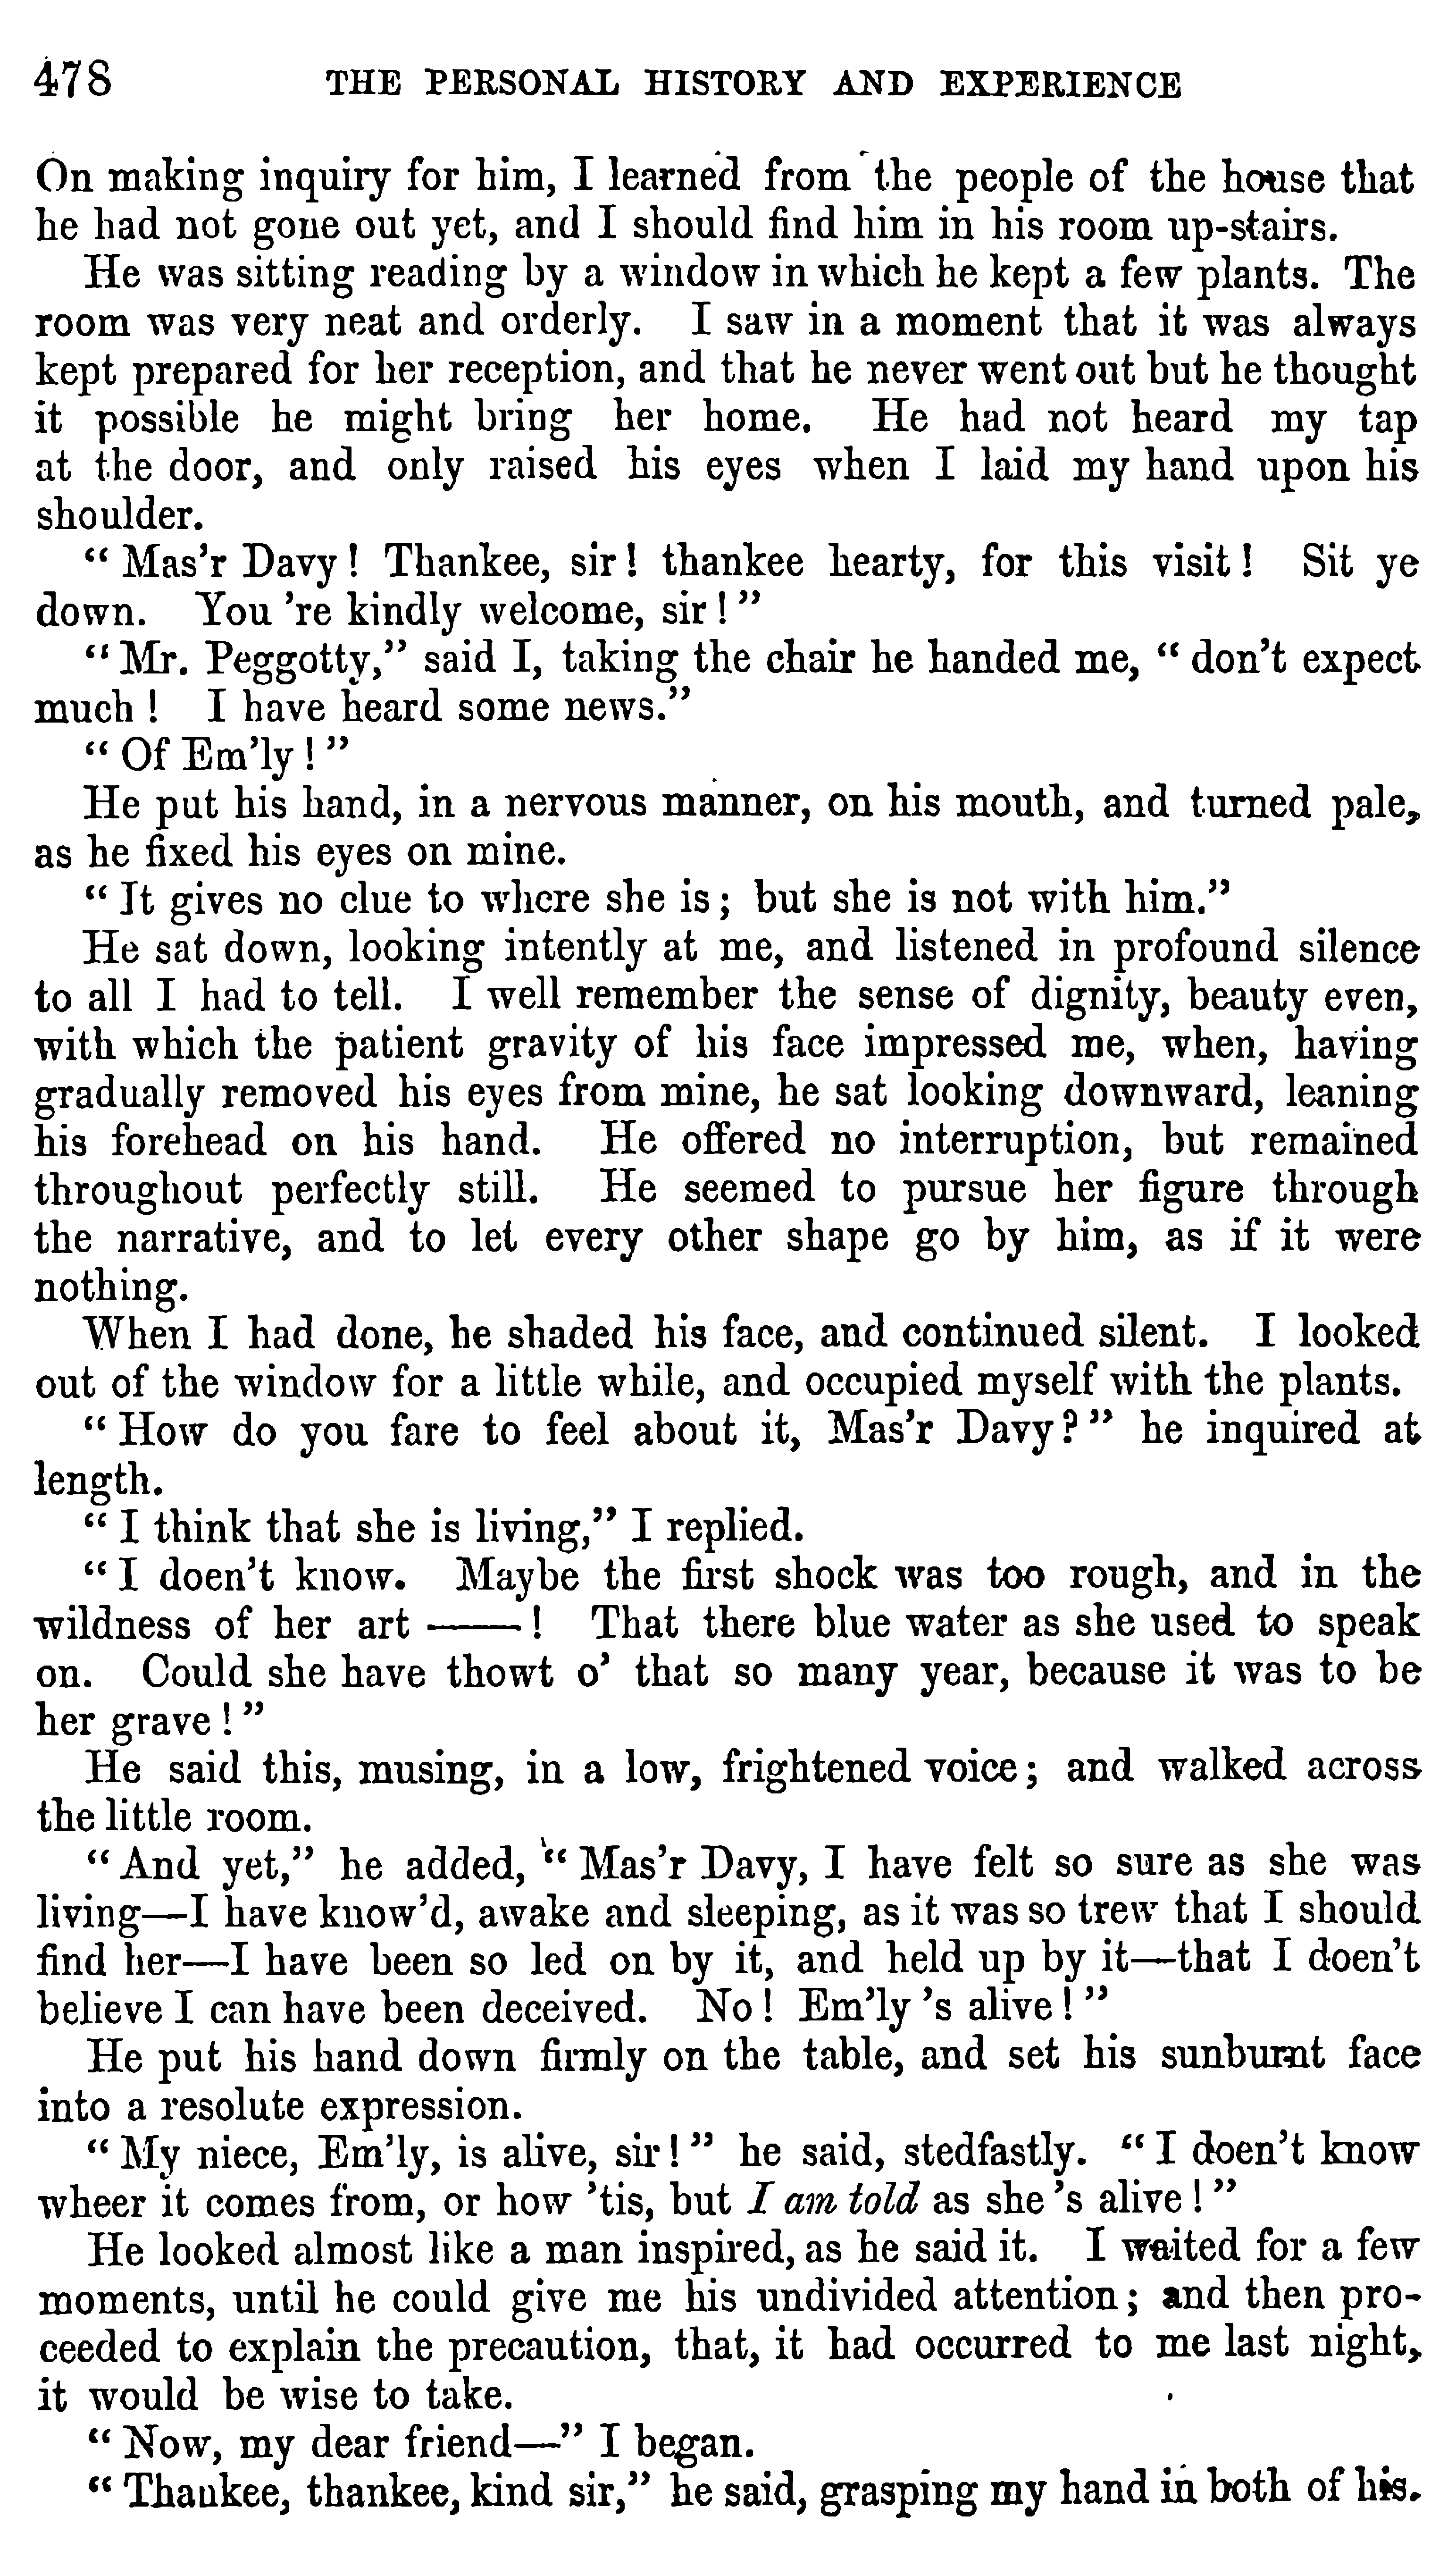 478 THE PERSONAL HISTORY AND EXPERIENCE
On making inquiry for him, I learned from the people of the house that
he had not gone out yet, and I should find him in his room up-stairs.
He was sitting reading by a window in which he kept a few plants. The
room was very neat and orderly. I saw in a moment that it was always
kept prepared for her reception, and that he never went out but he thought
it possible he might bring her home. He had not heard my tap
at the door, and only raised his eyes when I laid my hand upon his
shoulder.
“ Mas’r Davy ! Thankee, sir ! thankee hearty, for this visit ! Sit ye
down. You ’re kindly welcome, sir ! ”
“ Mr. Peggotty,” said I, taking the chair he handed me, “ don’t expect
much ! I have heard some news.”
“ Of Em’ly ! ”
He put his hand, in a nervous manner, on his mouth, and turned pale,
as he fixed his eyes on mine.
“ It gives no clue to where she is ; but she is not with him.”
He sat down, looking intently at me, and listened in profound silence
to all I had to tell. I well remember the sense of dignity, beauty even,
with which the patient gravity of his face impressed me, when, having
gradually removed his eyes from mine, he sat looking downward, leaning
his forehead on his hand. He offered no interruption, but remained
throughout perfectly still. He seemed to pursue her figure through
the narrative, and to let every other shape go by him, as if it were
nothing.
When I had done, he shaded his face, and continued silent. I looked
out of the window for a little while, and occupied myself with the plants.
“ How do you fare to feel about it, Mas’r Davy ? ” he inquired at
length.
“ I think that she is living,” I replied.
“ I doen’t know. Maybe the first shock was too rough, and in the
wildness of her art —— ! That there blue water as she used to speak
on. Could she have thowt o’ that so many year, because it was to be
her grave ! ”
He said this, musing, in a low, frightened voice ; and walked across
the little room.
“ And yet,” he added, “ Mas’r Davy, I have felt so sure as she was
living—I have know’d, awake and sleeping, as it was so trew that I should
find her—I have been so led on by it, and held up by it—that I doen’t
believe I can have been deceived. No ! Em’ly ’s alive ! ”
He put his hand down firmly on the table, and set his sunburnt face
into a resolute expression.
“ My niece, Em’ly, is alive, sir ! ” he said, stedfastly. “ I doen’t know
wheer it comes from, or how ’tis, but I am told as she ’s alive ! ”
He looked almost like a man inspired, as he said it. I waited for a few
moments, until he could give me his undivided attention ; and then pro-
ceeded to explain the precaution, that, it had occurred to me last night,
it would be wise to take.
“ Now, my dear friend—” I began.
“ Thankee, thankee, kind sir,” he said, grasping my hand in both of his.